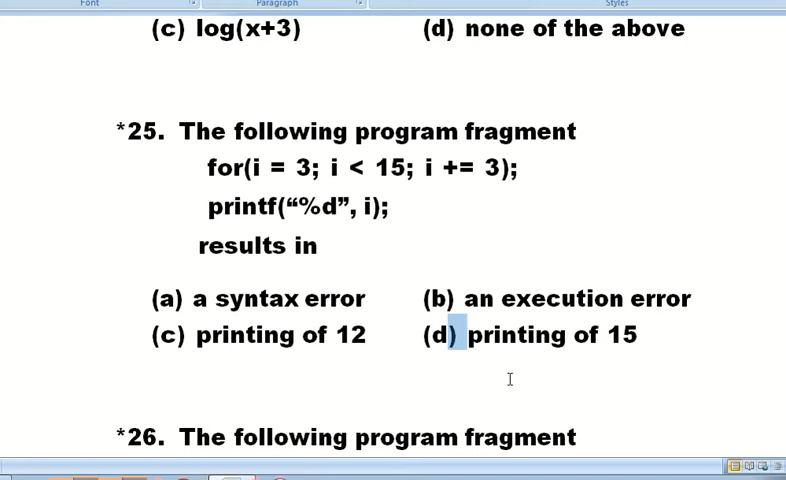 Font Paragraph Styles
(c) log(x+3) (d) none of the above
*25. The following program fragment
for(i = 3; i < 15; i += 3);
printf(“%d”, i);
results in
(a) a syntax error (b) an execution error
(c) printing of 12 (d) printing of 15
*26. The following program fragment